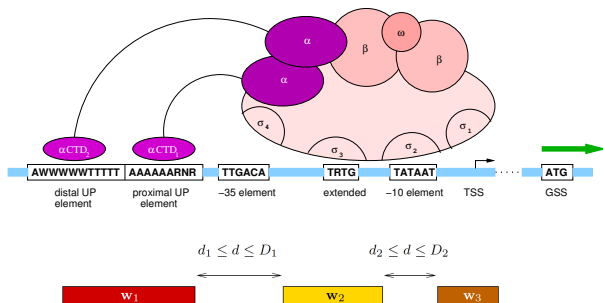 α
ω
β
β
α
σ4
σ3
σ2
σ1
αCTD2
αCTD1
AWWWWWTTTTT AAAAAARNR TTGACA TRTG TATAAT ATG
distal UP element
proximal UP element
−35 element
extended
−10 element
TSS
GSS
d1 ≤ d ≤ D1
d2 ≤ d ≤ D2
w1
w2
w3